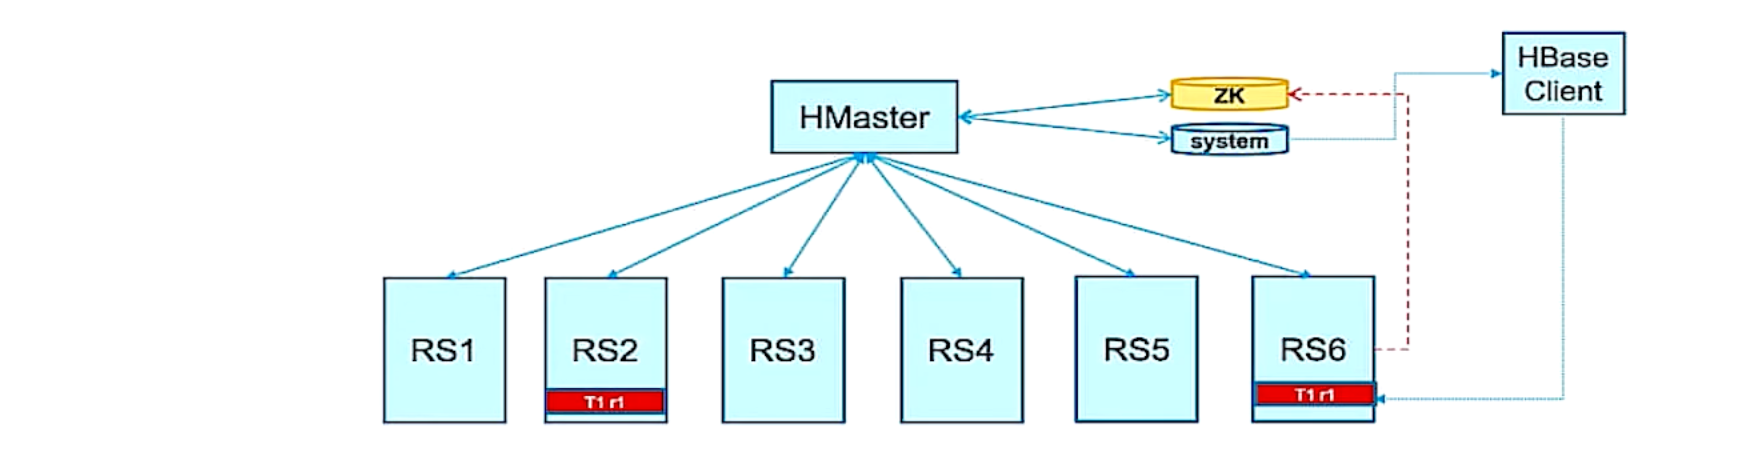 HBase
Client
HMaster
ZK
system
RS1
RS2
RS3
RS4
RS5
RS6
T1 r1
T1 r1